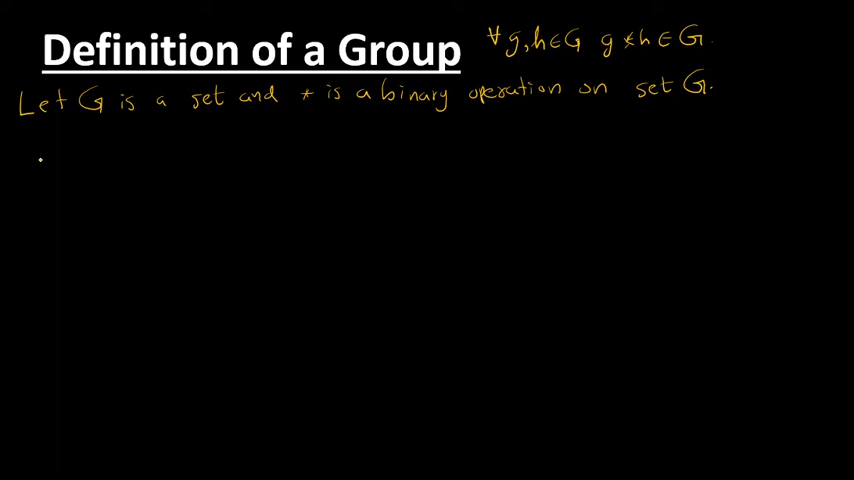 Definition of a Group
∀ g, h ∈ G g * h ∈ G.
Let G is a set and * is a binary operation on set G.